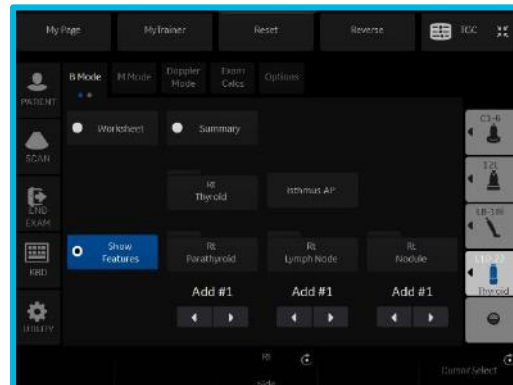 My Page
MyTrainer
Reset
Reverse
TGC
PATIENT
B Mode
M Mode
Doppler
Mode
Exam
Calcs
Options
Worksheet
Summary
C1-6
SCAN
Rt
Thyroid
Isthmus AP
12L
END
EXAM
Show
Features
Rt
Parathyroid
Rt
Lymph Node
Rt
Nodule
KBD
Thyroid
Add #1
Add #1
Add #1
UTILITY
Rt
Side
Cursor Select